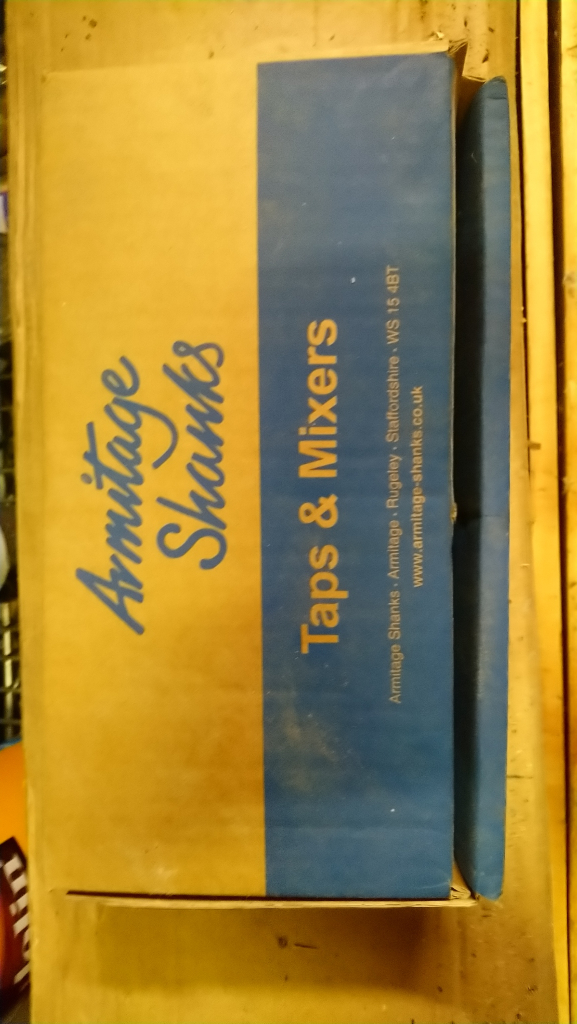 Armitage
Shanks
Taps & Mixers
Armitage Shanks · Armitage · Rugeley · Staffordshire · WS 15 4BT
www.armitage-shanks.co.uk